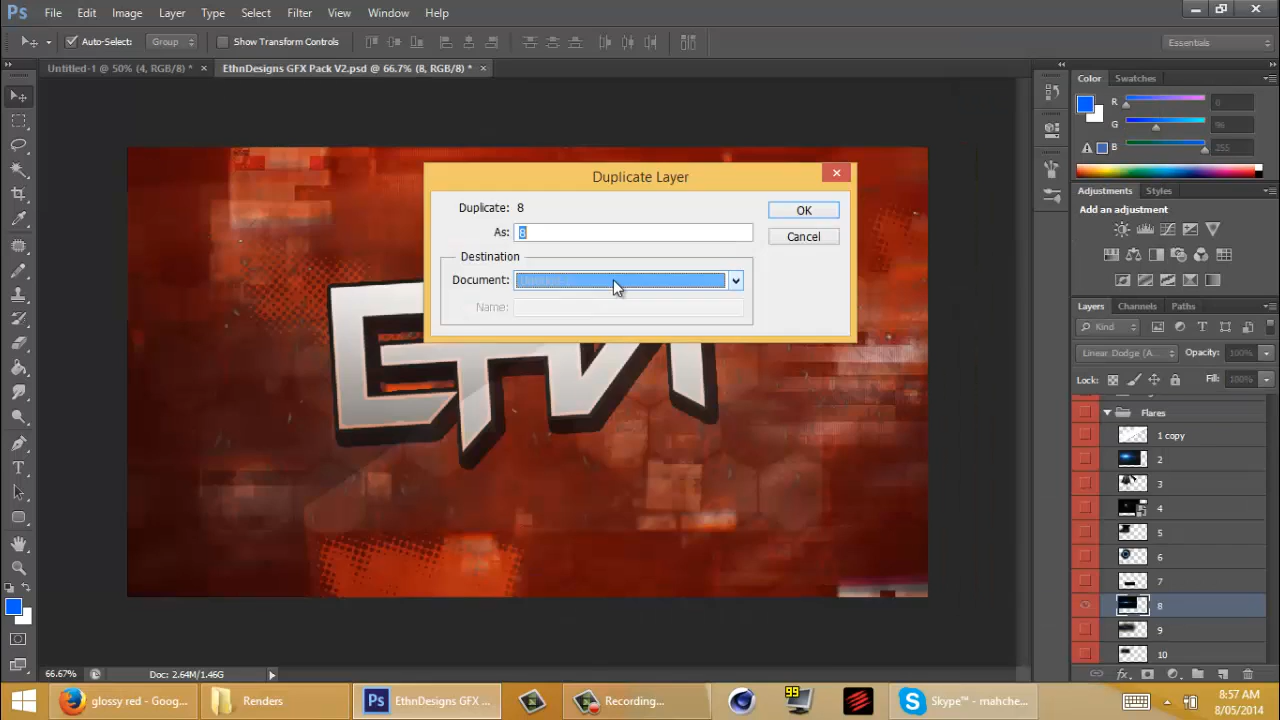 Ps File Edit Image Layer Type Select Filter View Window Help
Auto-Select: Group Show Transform Controls Essentials
Untitled-1 @ 50% (4, RGB/8) * × EthnDesigns GFX Pack V2.psd @ 66.7% (8, RGB/8) * ×
Color Swatches
R 0
G 96
B 255
Adjustments Styles
Add an adjustment
Duplicate Layer
Duplicate: 8 OK
As: 8 Cancel
Destination
Document:
Name:
ETHN
Layers Channels Paths
Kind
Linear Dodge (A... Opacity: 100%
Lock: Fill: 100%
Flares
1 copy
2
3
4
5
6
7
8
9
10
66.67% Doc: 2.64M/1.46G
glossy red - Goog... Renders Ps EthnDesigns GFX ... Recording... 99 Skype™ - mahche...
8:57 AM
8/05/2014